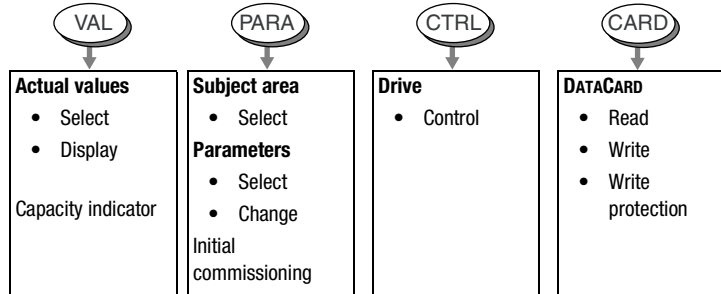 VAL
PARA
CTRL
CARD
Actual values
• Select
• Display
Capacity indicator
Subject area
• Select
Parameters
• Select
• Change
Initial
commissioning
Drive
• Control
DATACARD
• Read
• Write
• Write
protection